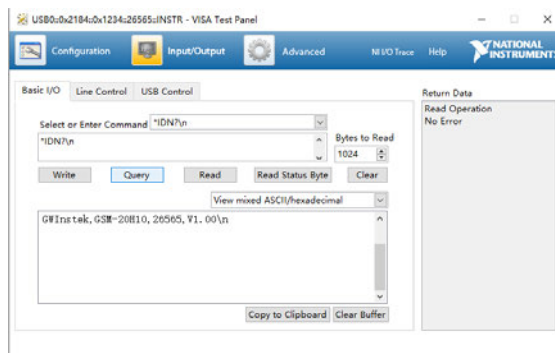 USB0::0x2184::0x1234::26565::INSTR - VISA Test Panel
Configuration
Input/Output
Advanced
NI I/O Trace
Help
NATIONAL
INSTRUMENTS
Basic I/O
Line Control
USB Control
Return Data
Read Operation
No Error
Select or Enter Command
*IDN?\n
Bytes to Read
*IDN?\n
1024
Write
Query
Read
Read Status Byte
Clear
View mixed ASCII/hexadecimal
GWInstek,GSM-20H10,26565,V1.00\n
Copy to Clipboard
Clear Buffer